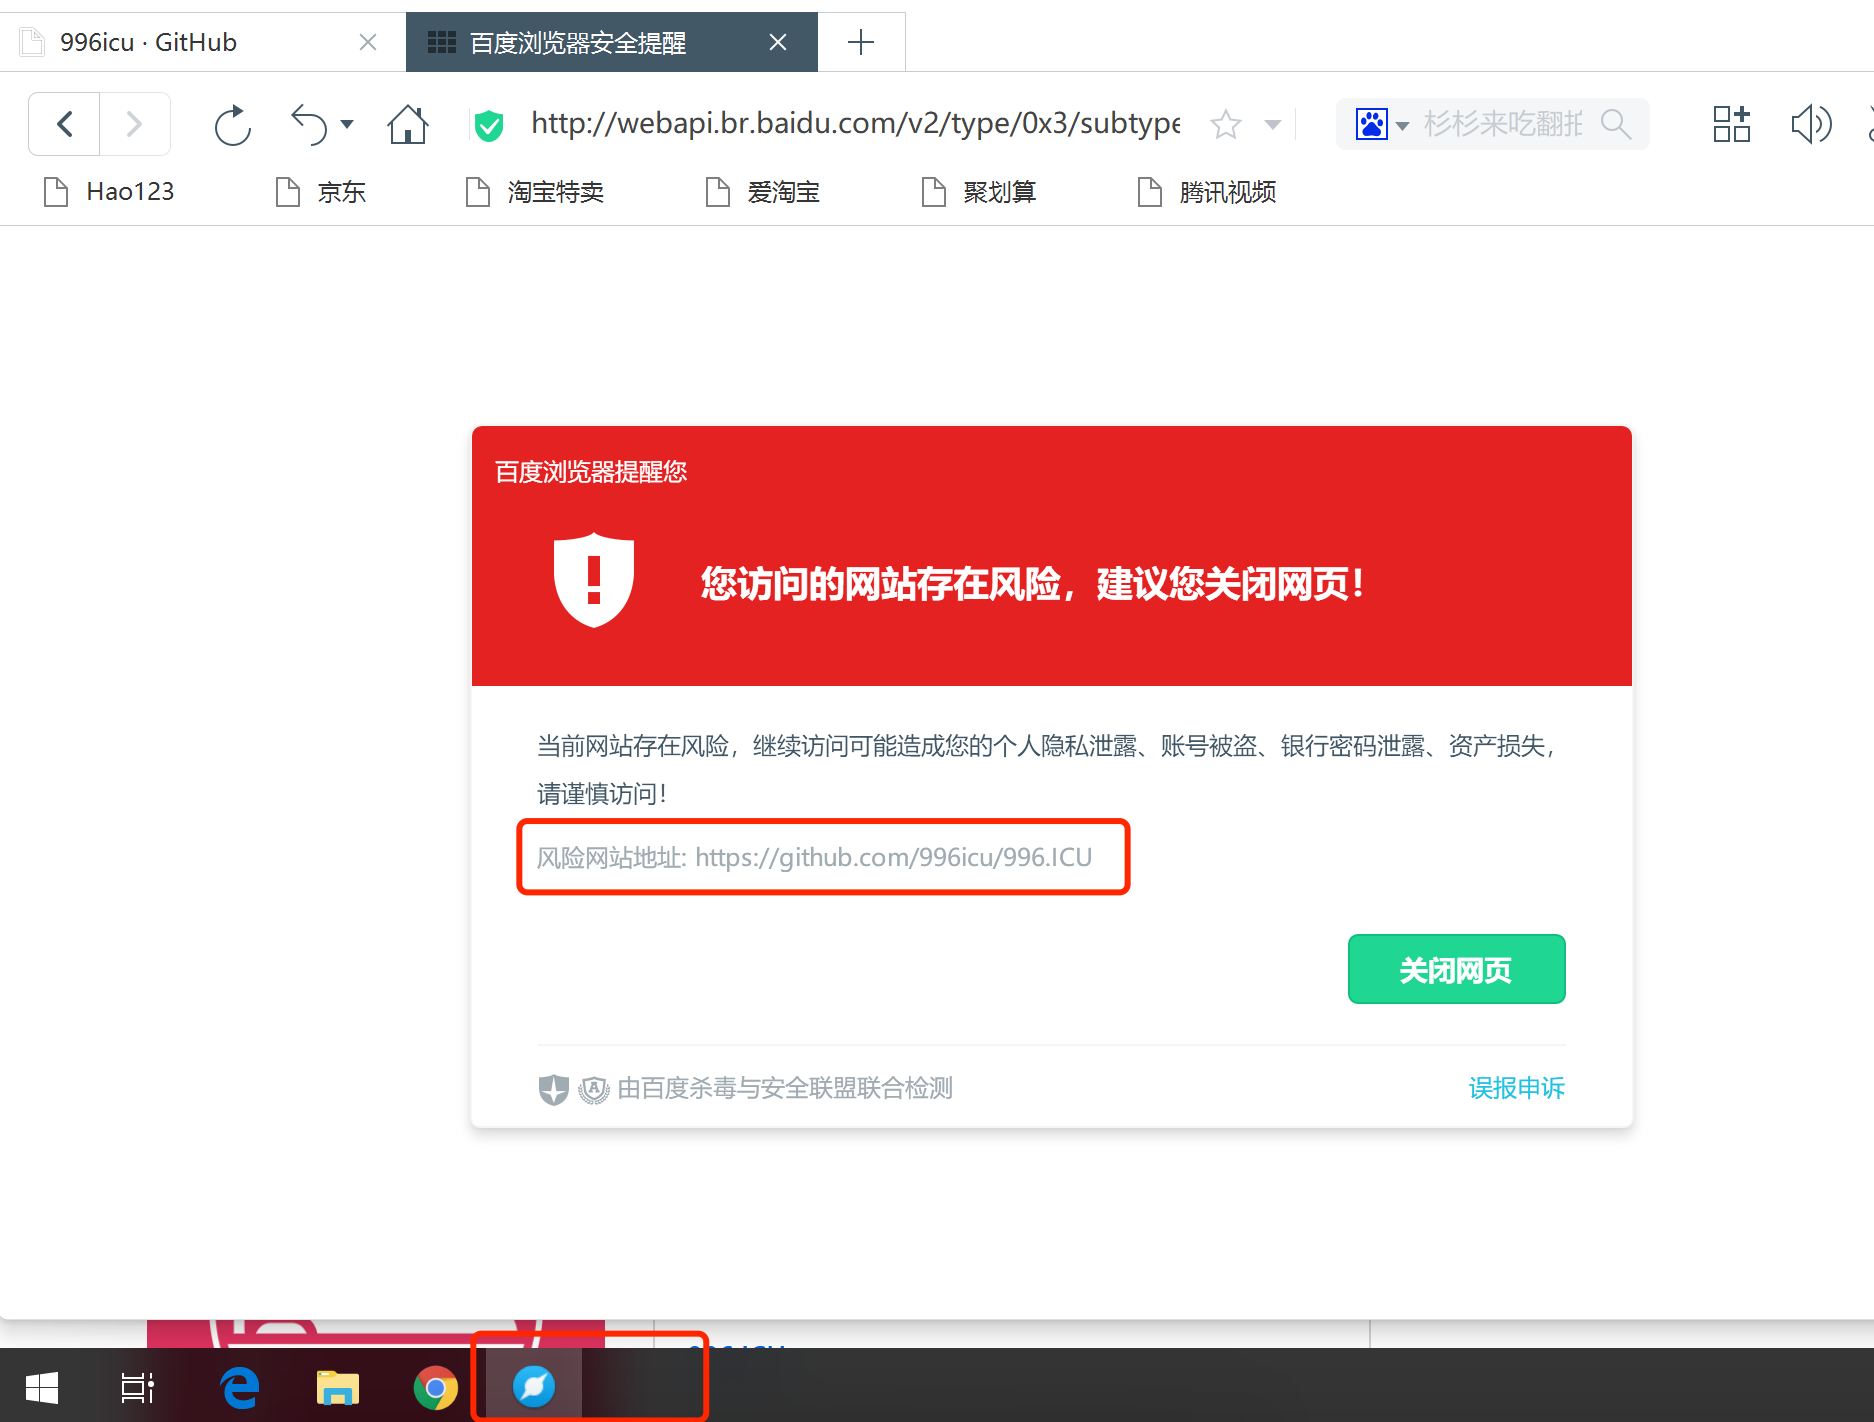 996icu · GitHub
百度浏览器安全提醒
http://webapi.br.baidu.com/v2/type/0x3/subtype
杉杉来吃翻拍
Hao123
京东
淘宝特卖
爱淘宝
聚划算
腾讯视频
百度浏览器提醒您
您访问的网站存在风险，建议您关闭网页！
当前网站存在风险，继续访问可能造成您的个人隐私泄露、账号被盗、银行密码泄露、资产损失，
请谨慎访问！
风险网站地址: https://github.com/996icu/996.ICU
关闭网页
由百度杀毒与安全联盟联合检测
误报申诉